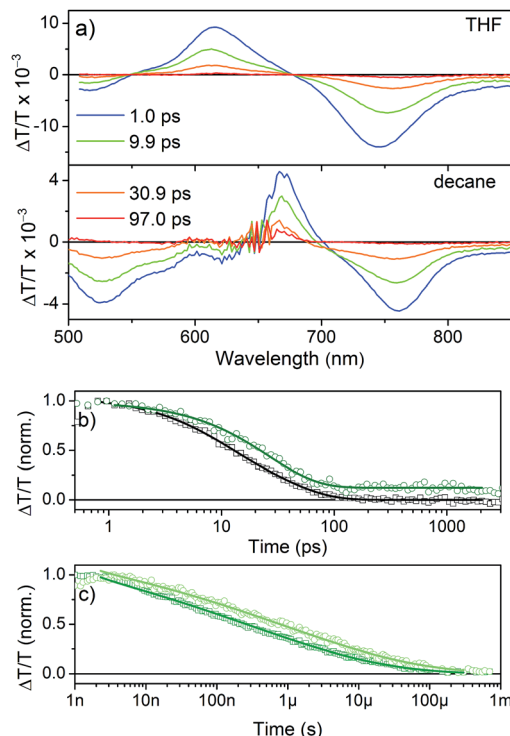 a)
THF
10
0
-10
ΔT/T x 10⁻³
1.0 ps
9.9 ps
decane
4
0
-4
ΔT/T x 10⁻³
30.9 ps
97.0 ps
500 600 700 800
Wavelength (nm)
b)
1.0
0.5
0.0
ΔT/T (norm.)
1 10 100 1000
Time (ps)
c)
1.0
0.5
0.0
ΔT/T (norm.)
1n 10n 100n 1µ 10µ 100µ 1m
Time (s)